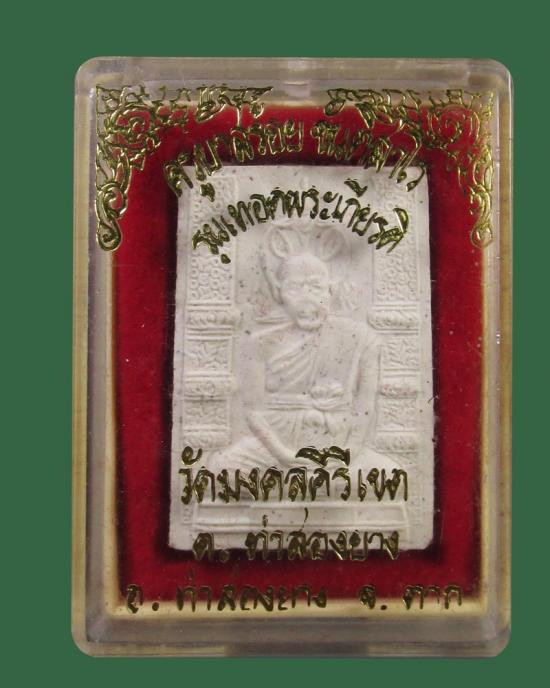 ครูบาสร้อย ขันติสาโร
รุ่นเทอดพระเกียรติ
วัดมงคลคีรีเขต
ต. ท่าสองยาง
อ. ท่าสองยาง จ. ตาก